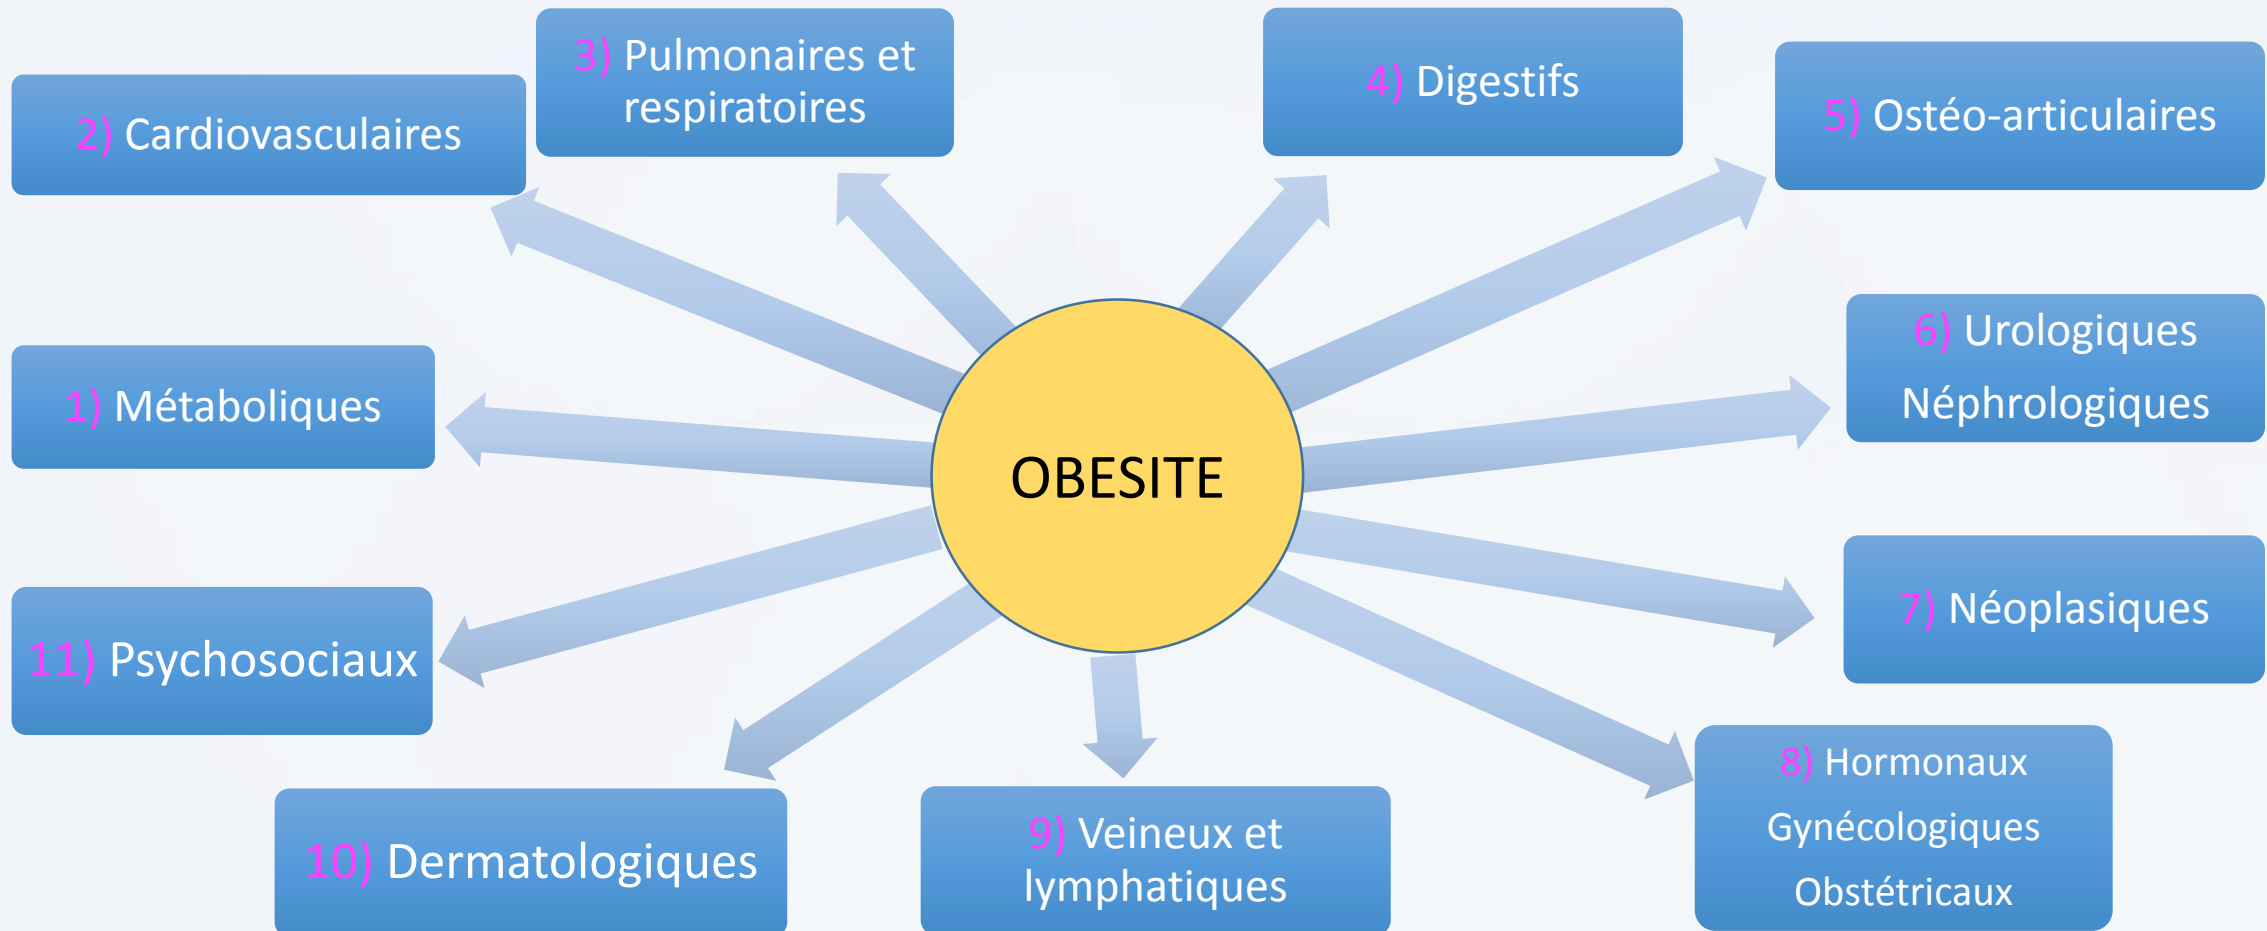 3) Pulmonaires et
respiratoires
4) Digestifs
5) Ostéo-articulaires
2) Cardiovasculaires
6) Urologiques
Néphrologiques
1) Métaboliques
OBESITE
7) Néoplasiques
11) Psychosociaux
8) Hormonaux
Gynécologiques
Obstétricaux
9) Veineux et
lymphatiques
10) Dermatologiques